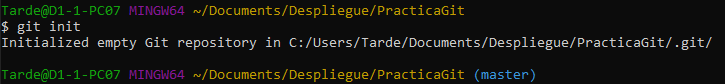 Tarde@D1-1-PC07 MINGW64 ~/Documents/Despliegue/PracticaGit
$ git init
Initialized empty Git repository in C:/Users/Tarde/Documents/Despliegue/PracticaGit/.git/
Tarde@D1-1-PC07 MINGW64 ~/Documents/Despliegue/PracticaGit (master)